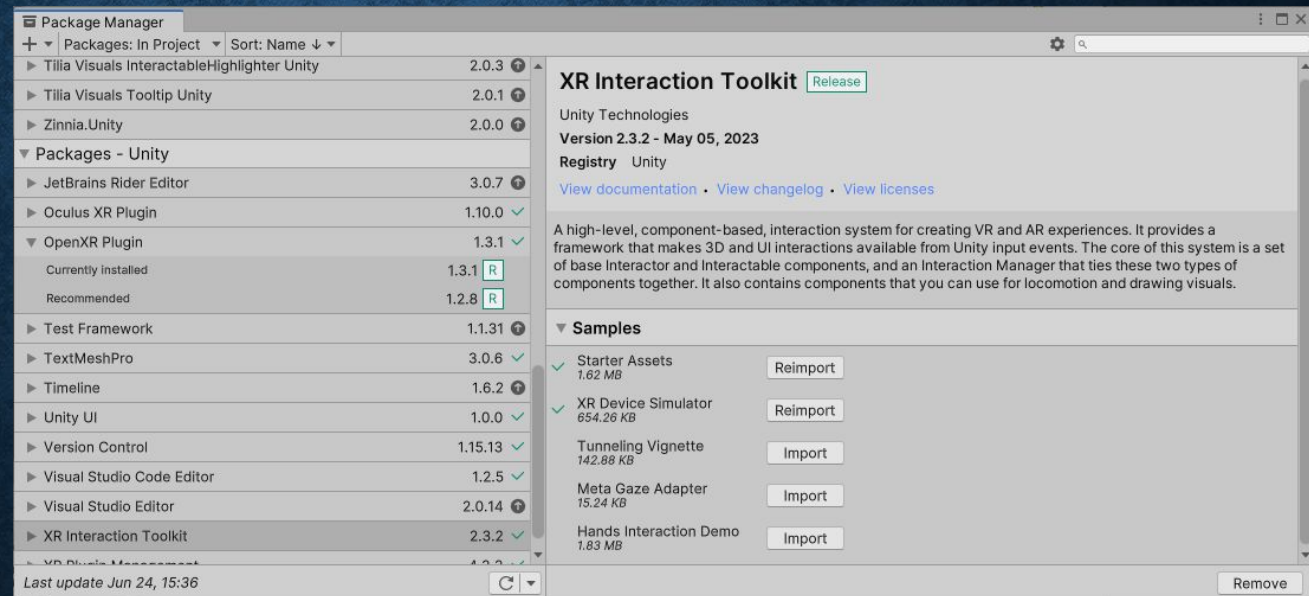 Package Manager
Packages: In Project Sort: Name ↓
Tilia Visuals InteractableHighlighter Unity 2.0.3
Tilia Visuals Tooltip Unity 2.0.1
Zinnia.Unity 2.0.0
Packages - Unity
JetBrains Rider Editor 3.0.7
Oculus XR Plugin 1.10.0
OpenXR Plugin 1.3.1
Currently installed 1.3.1 R
Recommended 1.2.8 R
Test Framework 1.1.31
TextMeshPro 3.0.6
Timeline 1.6.2
Unity UI 1.0.0
Version Control 1.15.13
Visual Studio Code Editor 1.2.5
Visual Studio Editor 2.0.14
XR Interaction Toolkit 2.3.2
XR Plugin Management
Last update Jun 24, 15:36
XR Interaction Toolkit Release
Unity Technologies
Version 2.3.2 - May 05, 2023
Registry Unity
View documentation • View changelog • View licenses
A high-level, component-based, interaction system for creating VR and AR experiences. It provides a
framework that makes 3D and UI interactions available from Unity input events. The core of this system is a set
of base Interactor and Interactable components, and an Interaction Manager that ties these two types of
components together. It also contains components that you can use for locomotion and drawing visuals.
Samples
Starter Assets
1.62 MB
Reimport
XR Device Simulator
654.26 KB
Reimport
Tunneling Vignette
142.88 KB
Import
Meta Gaze Adapter
15.24 KB
Import
Hands Interaction Demo
1.83 MB
Import
Remove